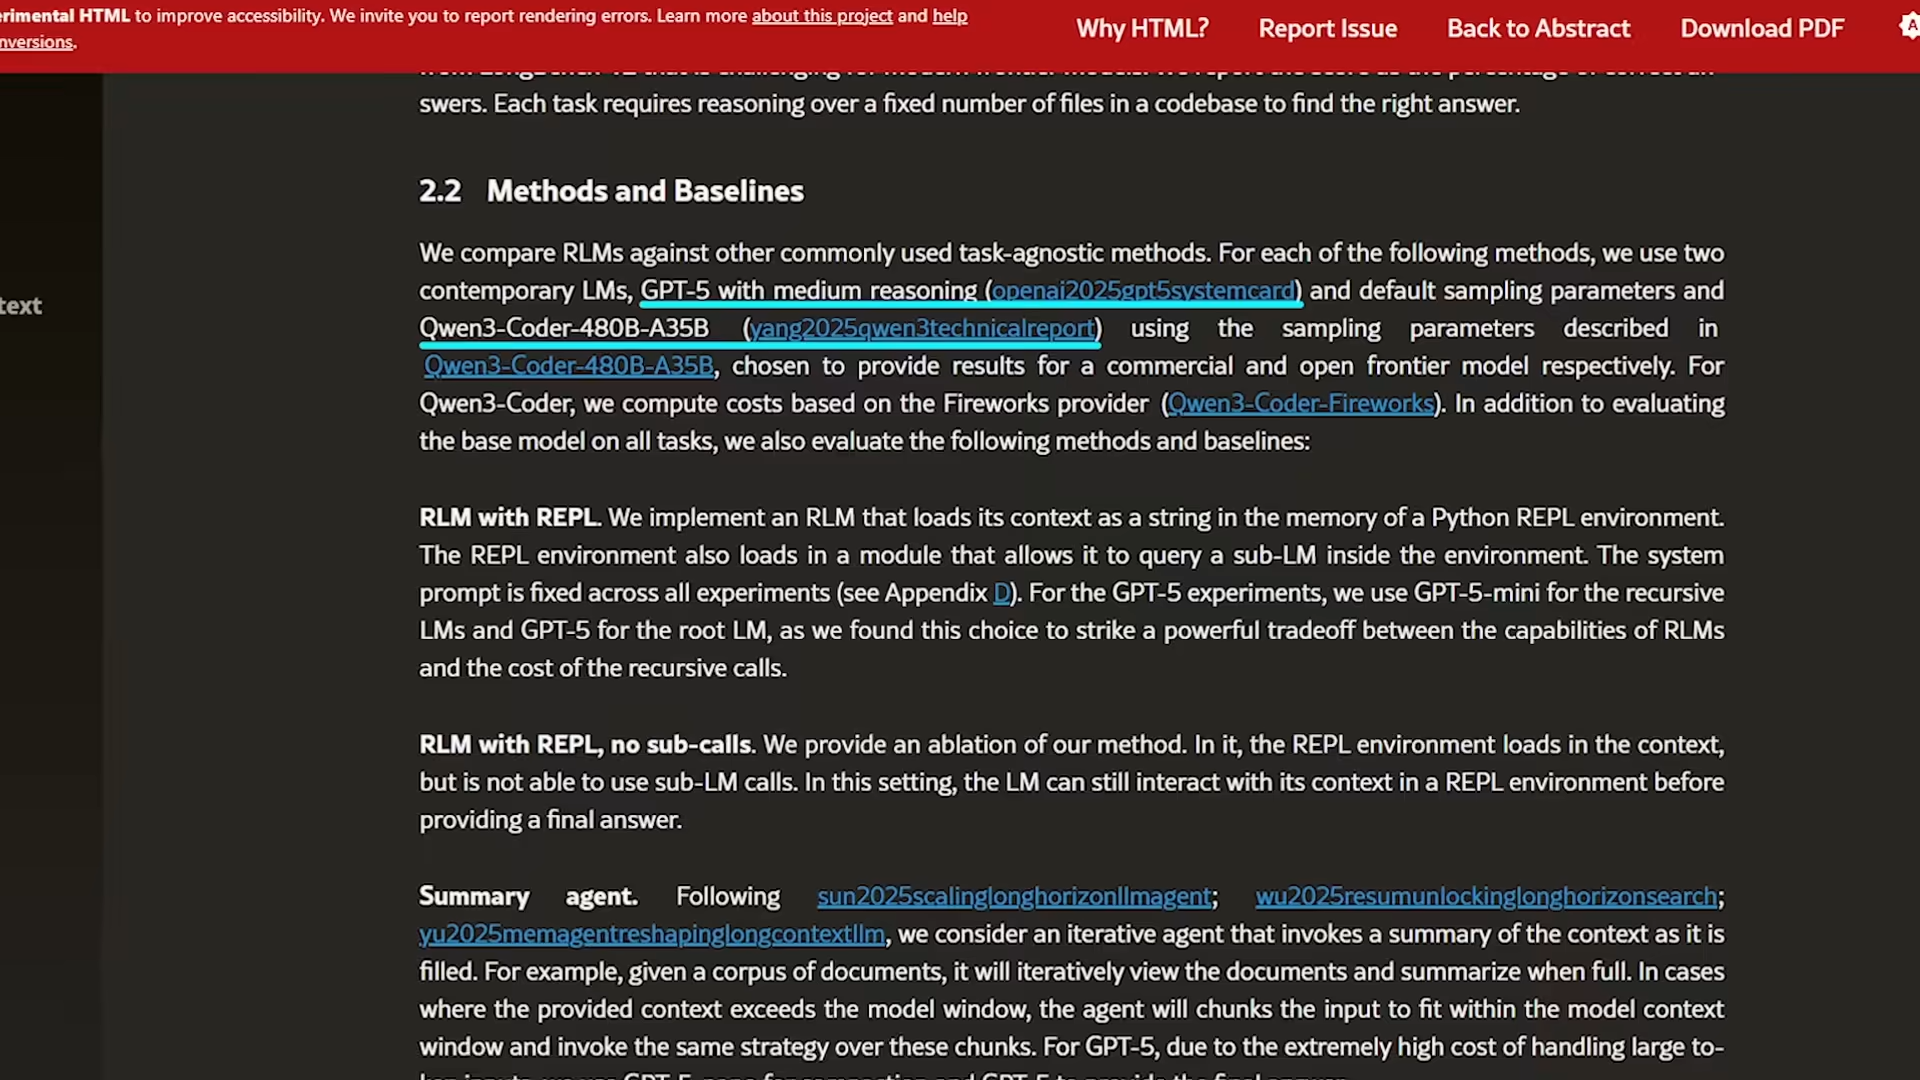 erimental HTML to improve accessibility. We invite you to report rendering errors. Learn more about this project and help
nversions.
Why HTML? Report Issue Back to Abstract Download PDF A
swers. Each task requires reasoning over a fixed number of files in a codebase to find the right answer.
2.2 Methods and Baselines
text
We compare RLMs against other commonly used task-agnostic methods. For each of the following methods, we use two
contemporary LMs, GPT-5 with medium reasoning (openai2025gpt5systemcard) and default sampling parameters and
Qwen3-Coder-480B-A35B (yang2025qwen3technicalreport) using the sampling parameters described in
Qwen3-Coder-480B-A35B, chosen to provide results for a commercial and open frontier model respectively. For
Qwen3-Coder, we compute costs based on the Fireworks provider (Qwen3-Coder-Fireworks). In addition to evaluating
the base model on all tasks, we also evaluate the following methods and baselines:
RLM with REPL. We implement an RLM that loads its context as a string in the memory of a Python REPL environment.
The REPL environment also loads in a module that allows it to query a sub-LM inside the environment. The system
prompt is fixed across all experiments (see Appendix D). For the GPT-5 experiments, we use GPT-5-mini for the recursive
LMs and GPT-5 for the root LM, as we found this choice to strike a powerful tradeoff between the capabilities of RLMs
and the cost of the recursive calls.
RLM with REPL, no sub-calls. We provide an ablation of our method. In it, the REPL environment loads in the context,
but is not able to use sub-LM calls. In this setting, the LM can still interact with its context in a REPL environment before
providing a final answer.
Summary agent. Following sun2025scalinglonghorizonllmagent; wu2025resumunlockinglonghorizonsearch;
yu2025memagentreshapinglongcontextllm, we consider an iterative agent that invokes a summary of the context as it is
filled. For example, given a corpus of documents, it will iteratively view the documents and summarize when full. In cases
where the provided context exceeds the model window, the agent will chunks the input to fit within the model context
window and invoke the same strategy over these chunks. For GPT-5, due to the extremely high cost of handling large to-